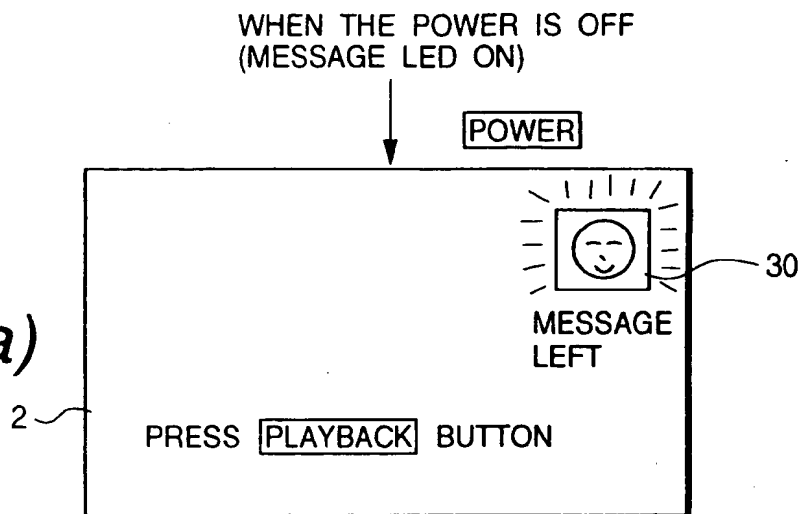 WHEN THE POWER IS OFF
(MESSAGE LED ON)
POWER
30
MESSAGE
LEFT
a)
2
PRESS PLAYBACK BUTTON